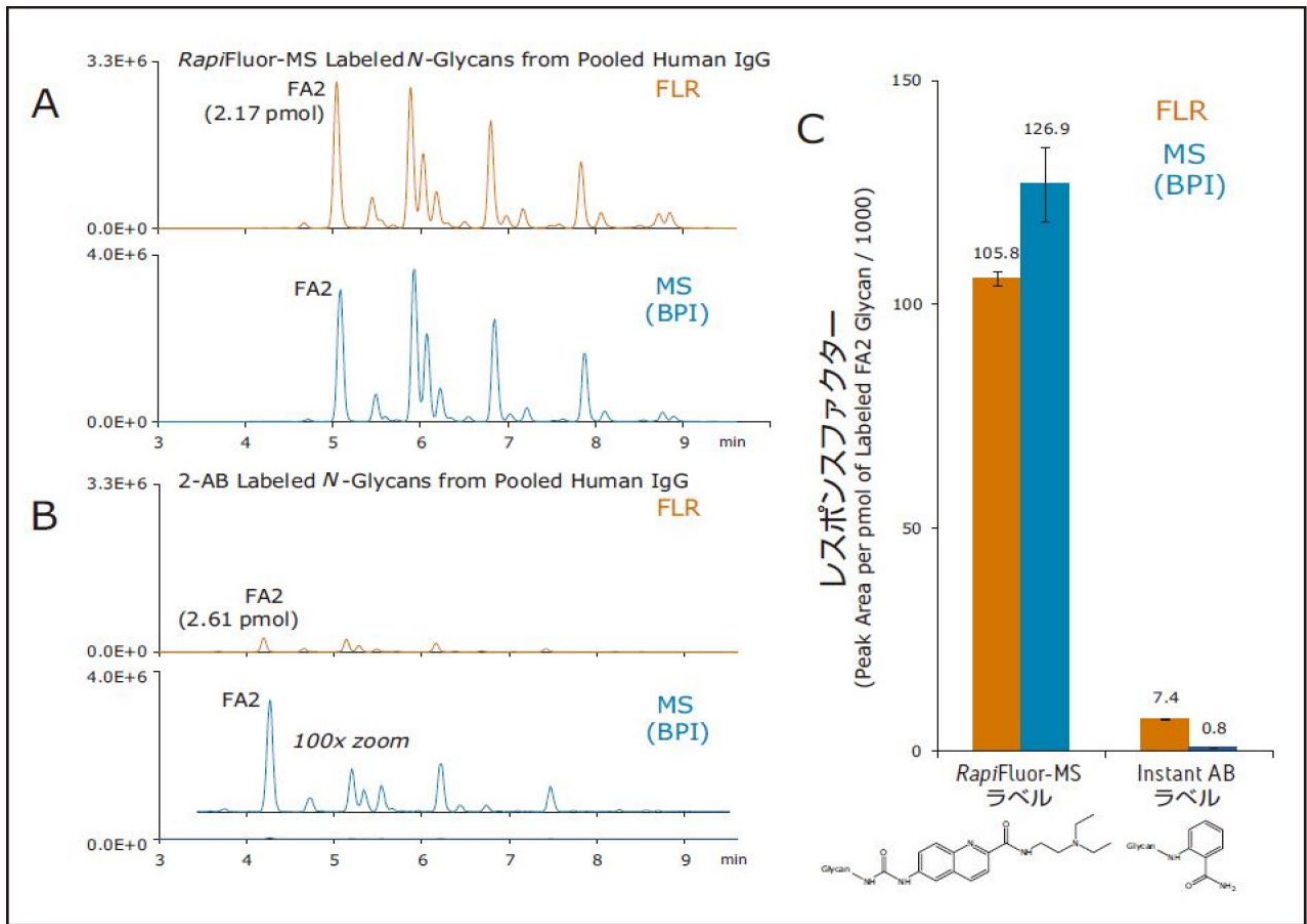 A
RapiFluor-MS Labeled N-Glycans from Pooled Human IgG
3.3E+6
FA2
(2.17 pmol)
FLR
0.0E+0
4.0E+6
FA2
MS
(BPI)
0.0E+0
3 4 5 6 7 8 9 min
B
2-AB Labeled N-Glycans from Pooled Human IgG
3.3E+6
FLR
FA2
(2.61 pmol)
0.0E+0
4.0E+6
FA2
MS
(BPI)
100x zoom
0.0E+0
3 4 5 6 7 8 9 min
C
レスポンスファクター
(Peak Area per pmol of Labeled FA2 Glycan / 1000)
150
100
50
0
FLR
MS
(BPI)
105.8
126.9
7.4
0.8
RapiFluor-MS
ラベル
Instant AB
ラベル
Glycan
NH
O
NH
N
O
NH
N
Glycan
NH
O
NH2